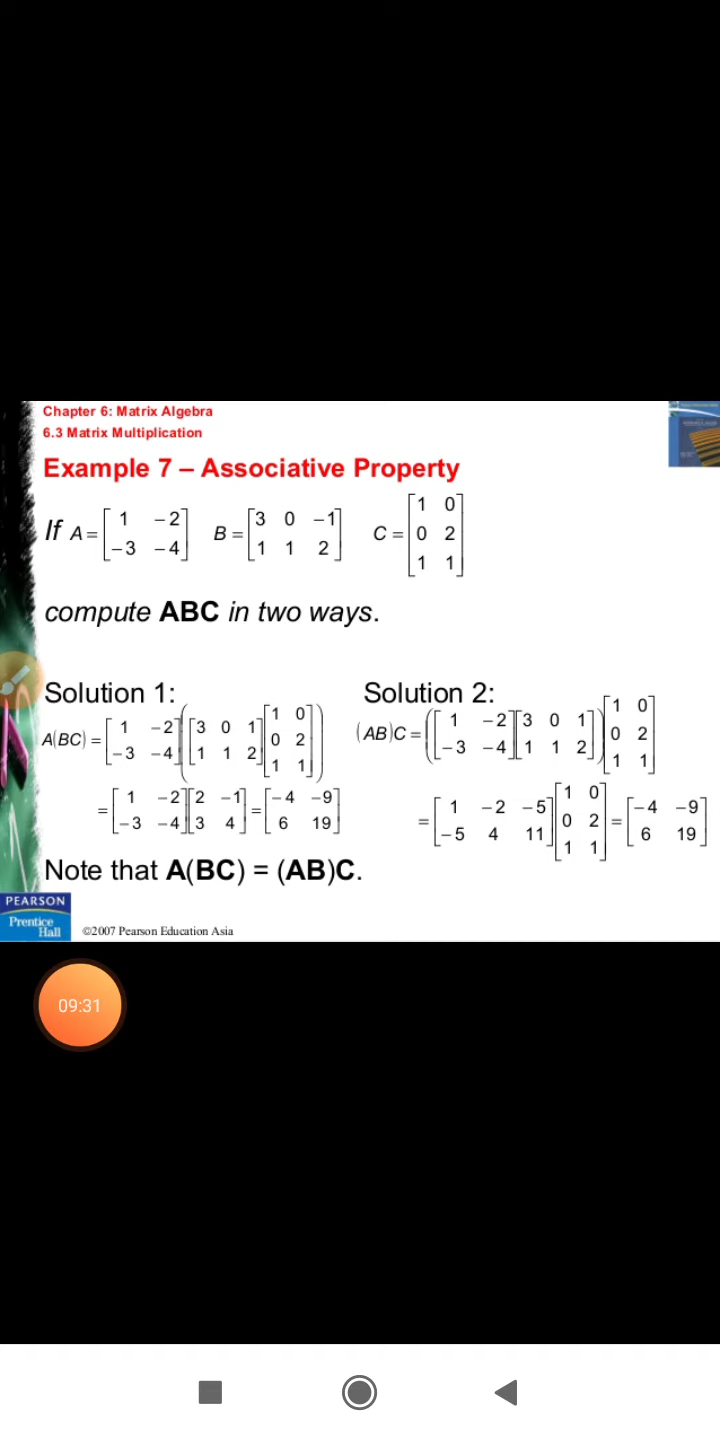 Chapter 6: Matrix Algebra
6.3 Matrix Multiplication
Example 7 – Associative Property
If A = [1 −2; −3 −4] B = [3 0 −1; 1 1 2] C = [1 0; 0 2; 1 1]
compute ABC in two ways.
Solution 1:
A(BC) = [1 −2; −3 −4]([3 0 1; 1 1 2][1 0; 0 2; 1 1])
= [1 −2; −3 −4][2 −1; 3 4] = [−4 −9; 6 19]
Solution 2:
(AB)C = ([1 −2; −3 −4][3 0 1; 1 1 2])[1 0; 0 2; 1 1]
= [1 −2 −5; −5 4 11][1 0; 0 2; 1 1] = [−4 −9; 6 19]
Note that A(BC) = (AB)C.
PEARSON
Prentice
Hall
©2007 Pearson Education Asia
09:31